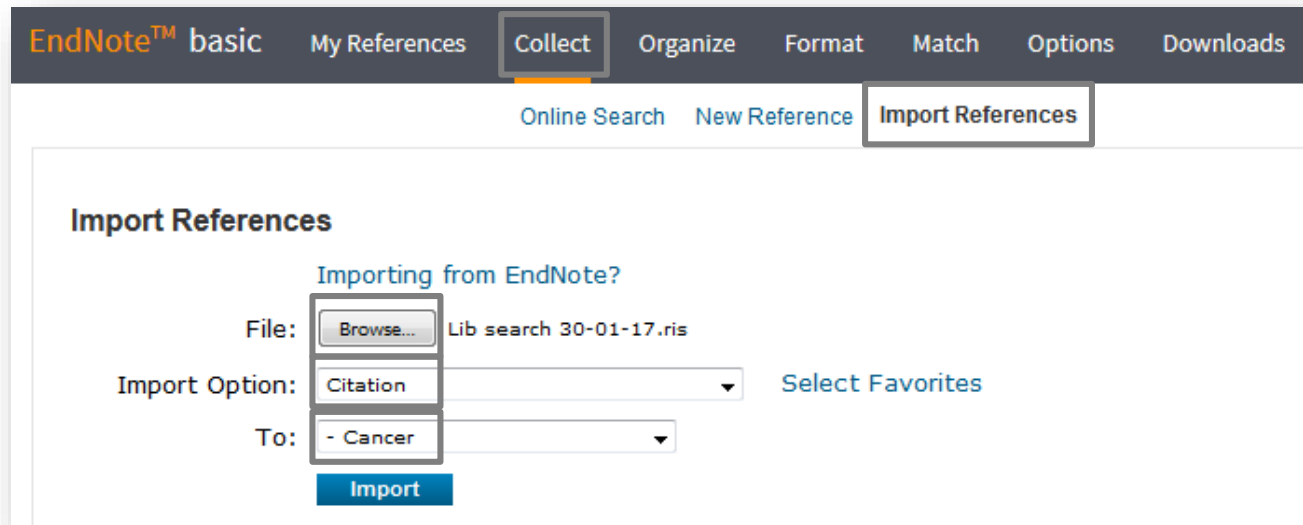 EndNote™ basic My References Collect Organize Format Match Options Downloads
Online Search New Reference Import References
Import References
Importing from EndNote?
File: Browse... Lib search 30-01-17.ris
Import Option: Citation Select Favorites
To: - Cancer
Import